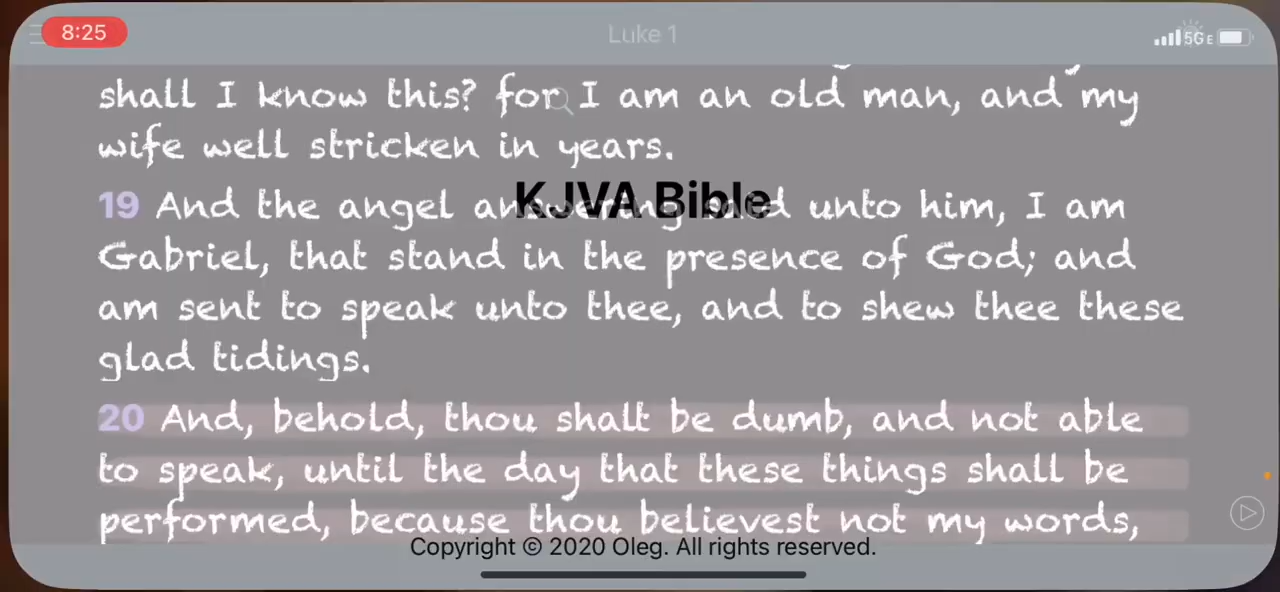 8:25
Luke 1
5GE
shall I know this? for I am an old man, and my
wife well stricken in years.
KJVA Bible
19 And the angel answering said unto him, I am
Gabriel, that stand in the presence of God; and
am sent to speak unto thee, and to shew thee these
glad tidings.
20 And, behold, thou shalt be dumb, and not able
to speak, until the day that these things shall be
performed, because thou believest not my words,
Copyright © 2020 Oleg. All rights reserved.